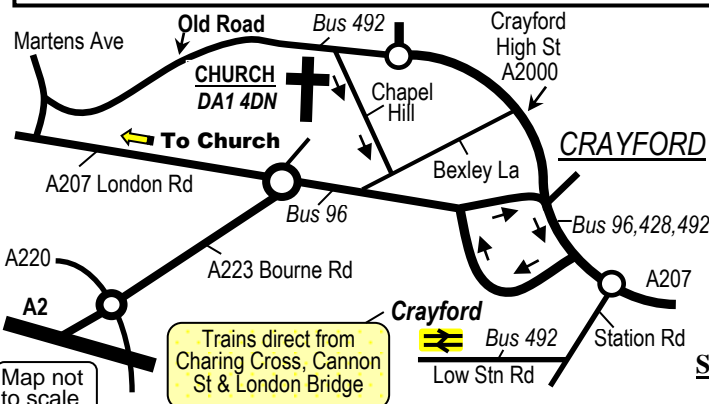 Old Road
Bus 492
Crayford
High St
A2000
Martens Ave
CHURCH
DA1 4DN
Chapel
Hill
To Church
CRAYFORD
A207 London Rd
Bexley La
Bus 96
Bus 96,428,492
A220
A223 Bourne Rd
A207
A2
Crayford
Trains direct from
Charing Cross, Cannon
St & London Bridge
Bus 492
Station Rd
Low Stn Rd
Map not
to scale
S